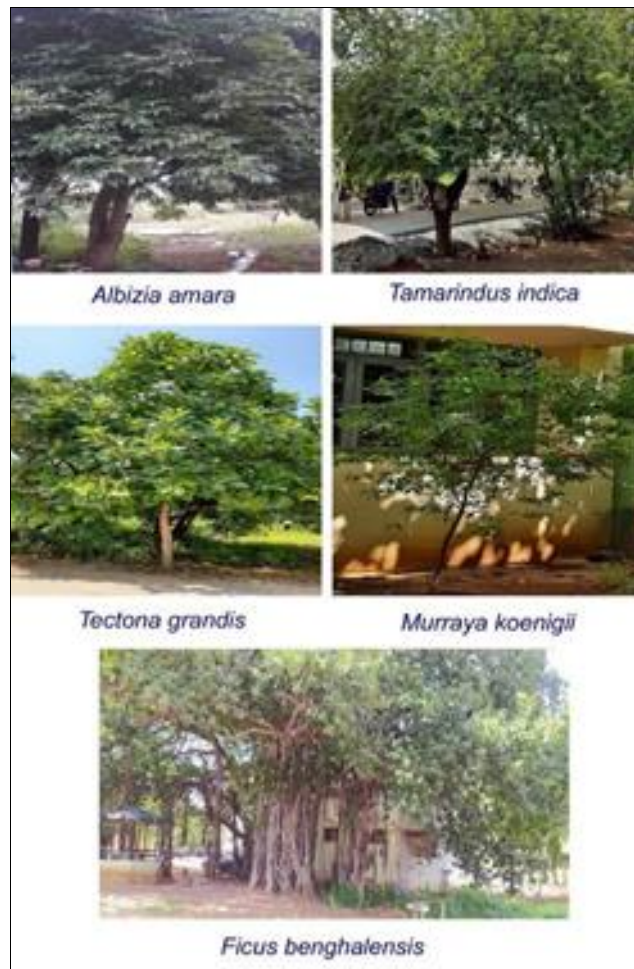 Albizia amara
Tamarindus indica
Tectona grandis
Murraya koenigii
Ficus benghalensis